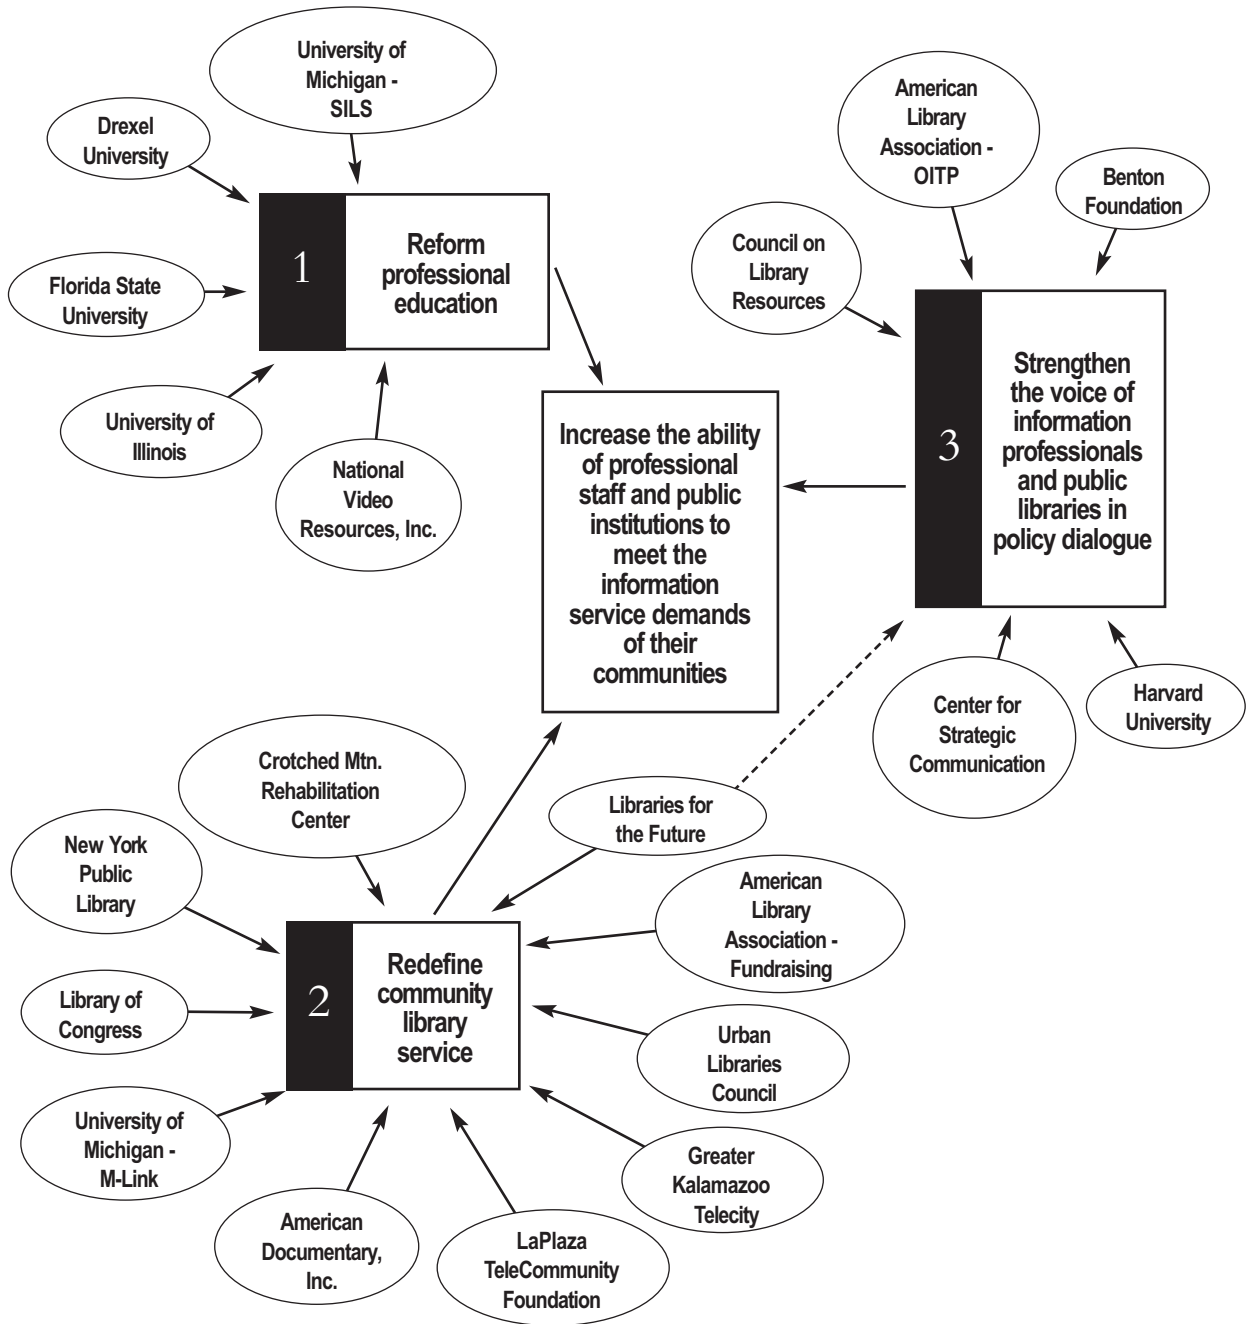 University of
Michigan -
SILS
Drexel
University
Florida State
University
University of
Illinois
National
Video
Resources, Inc.
1
Reform
professional
education
American
Library
Association -
OITP
Benton
Foundation
Council on
Library
Resources
3
Strengthen
the voice of
information
professionals
and public
libraries in
policy dialogue
Center for
Strategic
Communication
Harvard
University
Increase the ability
of professional
staff and public
institutions to
meet the
information
service demands
of their
communities
Crotched Mtn.
Rehabilitation
Center
Libraries for
the Future
New York
Public
Library
American
Library
Association -
Fundraising
2
Redefine
community
library
service
Library of
Congress
Urban
Libraries
Council
University of
Michigan -
M-Link
Greater
Kalamazoo
Telecity
American
Documentary,
Inc.
LaPlaza
TeleCommunity
Foundation